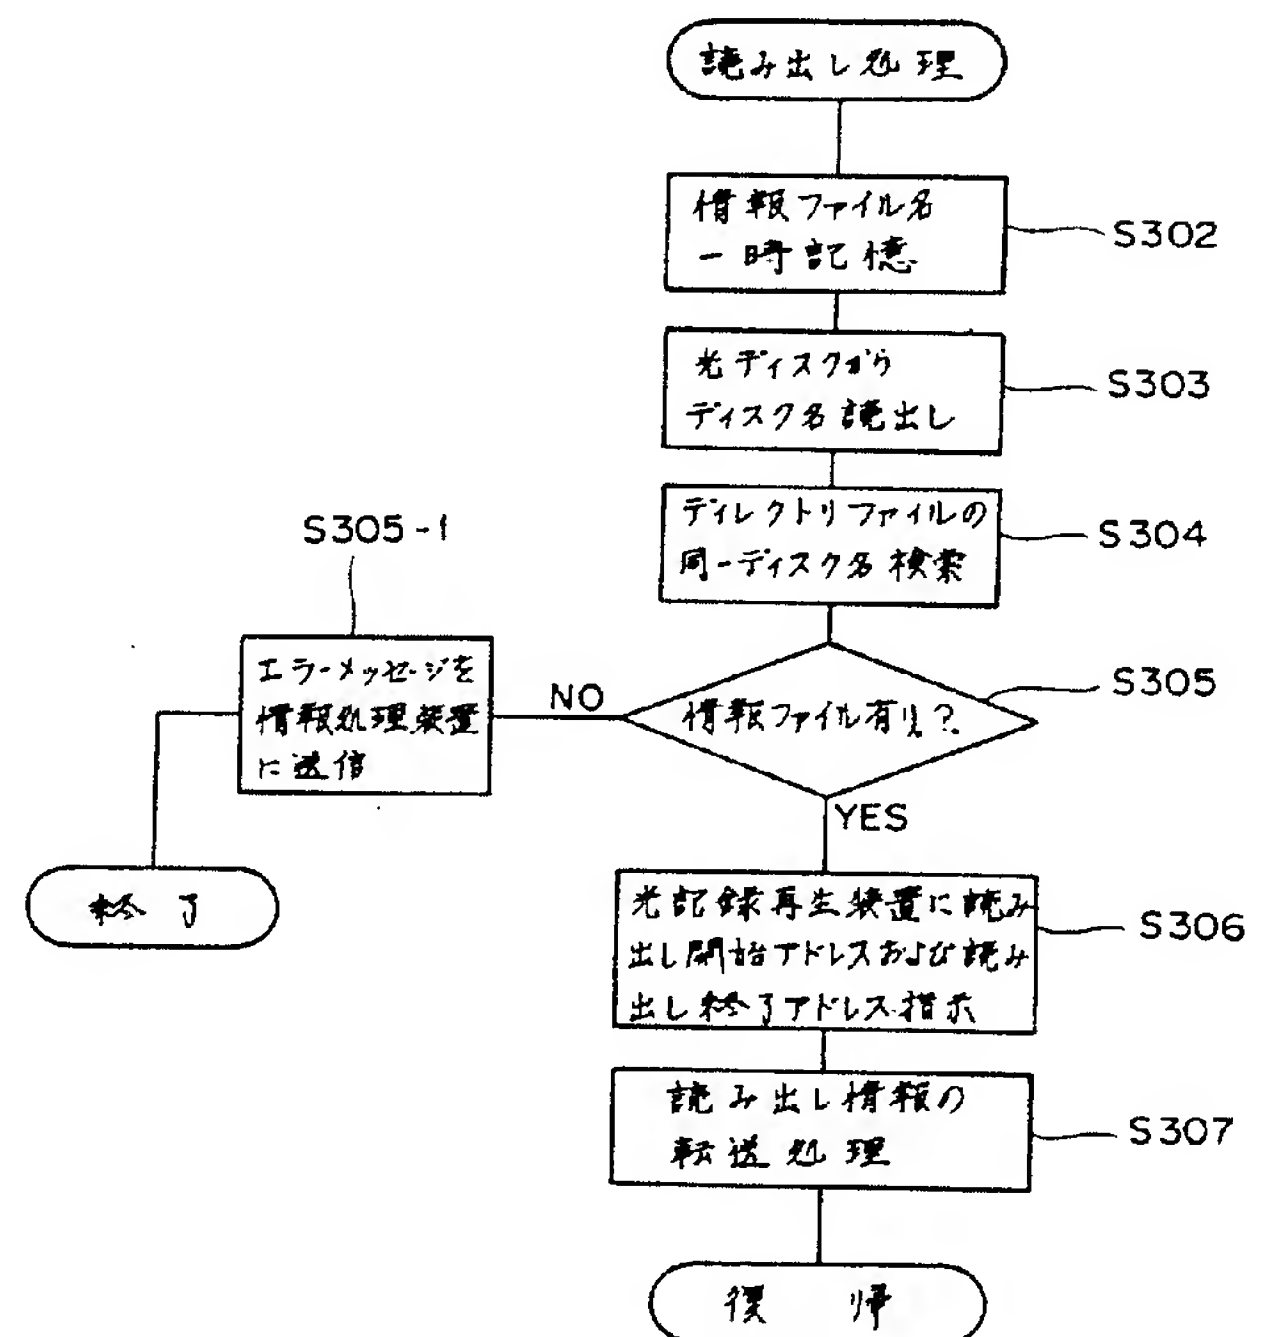 読み出し処理
情報ファイル名
一時記憶
S302
光ディスクから
ディスク名読出し
S303
ディレクトリファイルの
同一ディスク名検索
S304
情報ファイル有り?
S305
NO
S305-1
エラーメッセージを
情報処理装置
に送信
終了
YES
光記録再生装置に読み
出し開始アドレスおよび読み
出し終了アドレス指示
S306
読み出し情報の
転送処理
S307
復帰